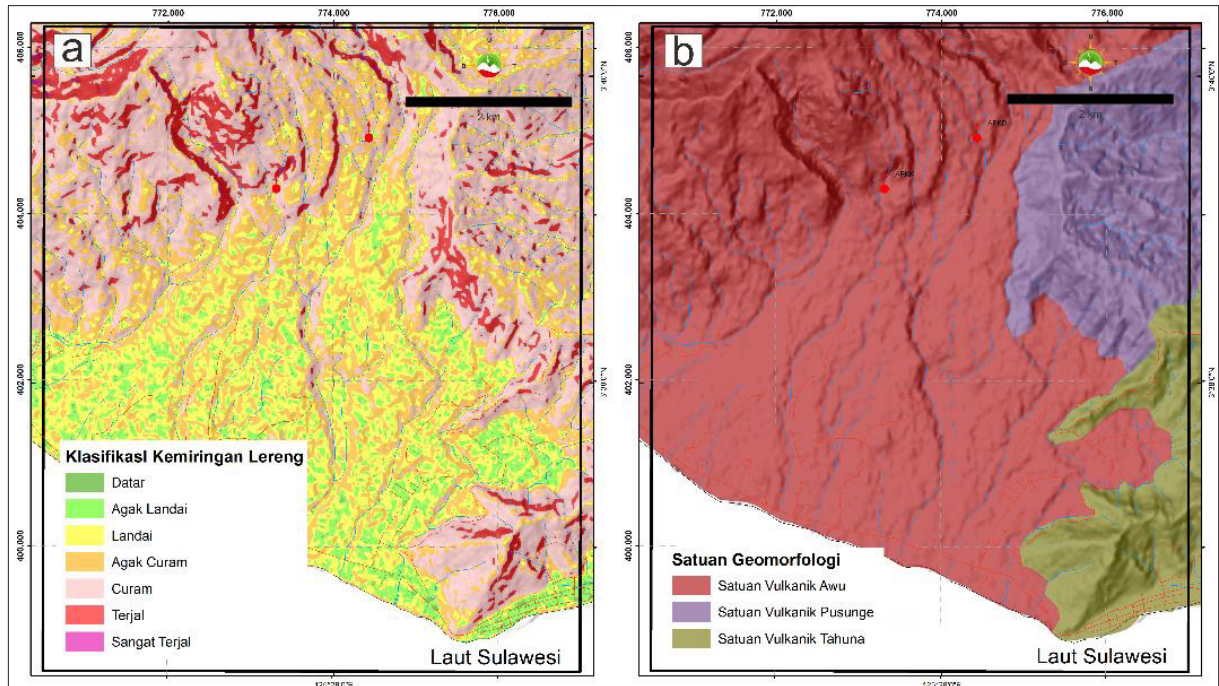 772.000 774.000 776.000
772.000 774.000 776.000
a
b
406.000
406.000
2 km
2 km
404.000
404.000
402.000
402.000
400.000
400.000
Klasifikasi Kemiringan Lereng
Datar
Agak Landai
Landai
Agak Curam
Curam
Terjal
Sangat Terjal
Laut Sulawesi
Satuan Geomorfologi
Satuan Vulkanik Awu
Satuan Vulkanik Pusunge
Satuan Vulkanik Tahuna
Laut Sulawesi